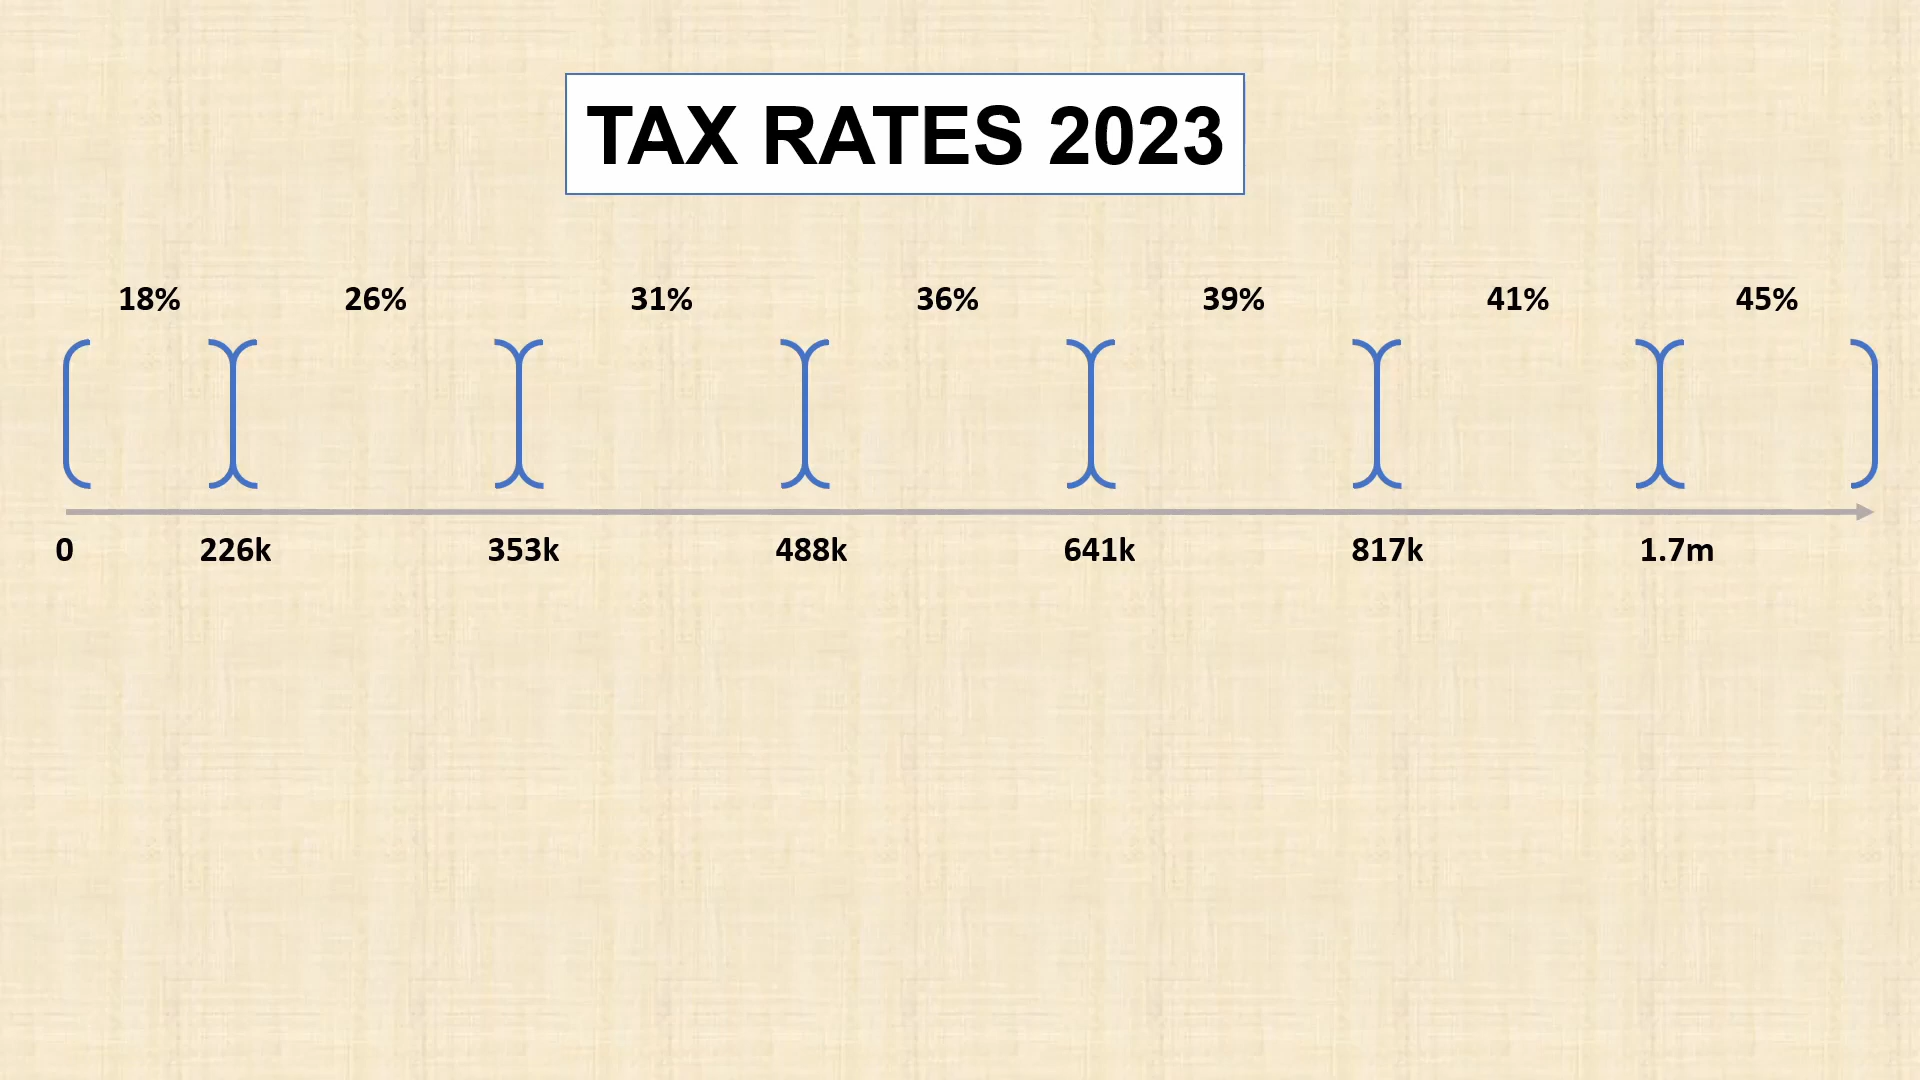 TAX RATES 2023
18% 26% 31% 36% 39% 41% 45%
0 226k 353k 488k 641k 817k 1.7m